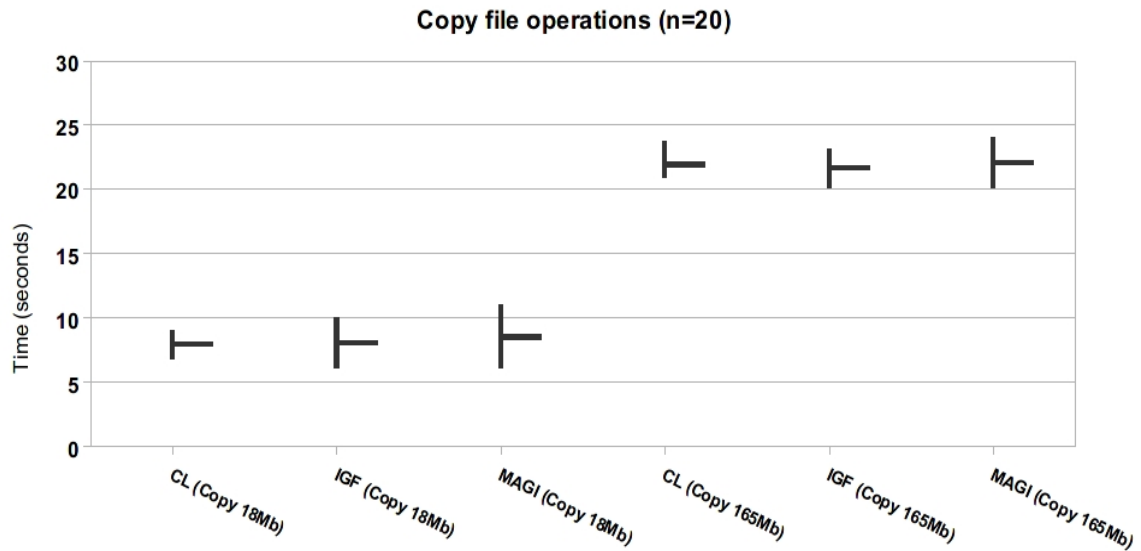 Copy file operations (n=20)
30
25
20
15
10
5
0
Time (seconds)
CL (Copy 18Mb)
IGF (Copy 18Mb)
MAGI (Copy 18Mb)
CL (Copy 165Mb)
IGF (Copy 165Mb)
MAGI (Copy 165Mb)